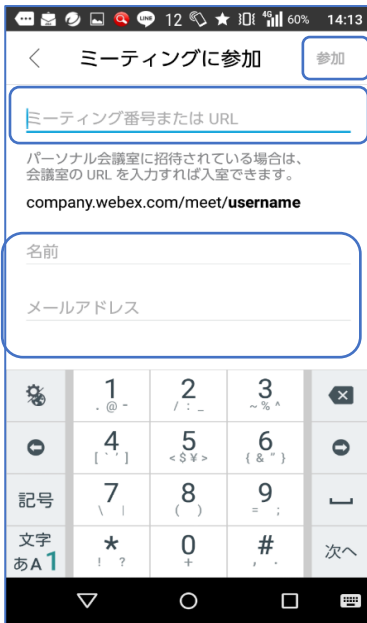 LINE 12 4G 60% 14:13
ミーティングに参加 参加
ミーティング番号または URL
パーソナル会議室に招待されている場合は、
会議室の URL を入力すれば入室できます。
company.webex.com/meet/username
名前
メールアドレス
1 2 3
. @ - / : _ ~ % ^
4 5 6
[ ` ' ] < $ ¥ > { & " }
記号 7 8 9
\ | ( ) = ;
文字 * 0 # 次へ
あA1 ! ? + , .